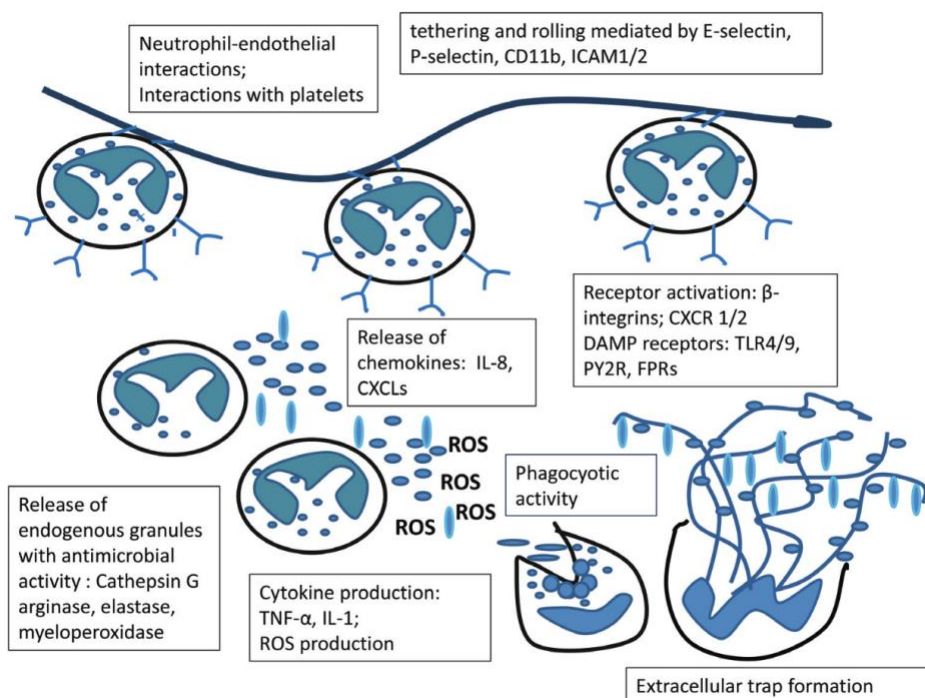 Neutrophil-endothelial
interactions;
Interactions with platelets
tethering and rolling mediated by E-selectin,
P-selectin, CD11b, ICAM1/2
Receptor activation: β-
integrins; CXCR 1/2
DAMP receptors: TLR4/9,
PY2R, FPRs
Release of
chemokines: IL-8,
CXCLs
ROS
ROS
ROS
ROS
Phagocyotic
activity
Release of
endogenous granules
with antimicrobial
activity : Cathepsin G
arginase, elastase,
myeloperoxidase
Cytokine production:
TNF-α, IL-1;
ROS production
Extracellular trap formation